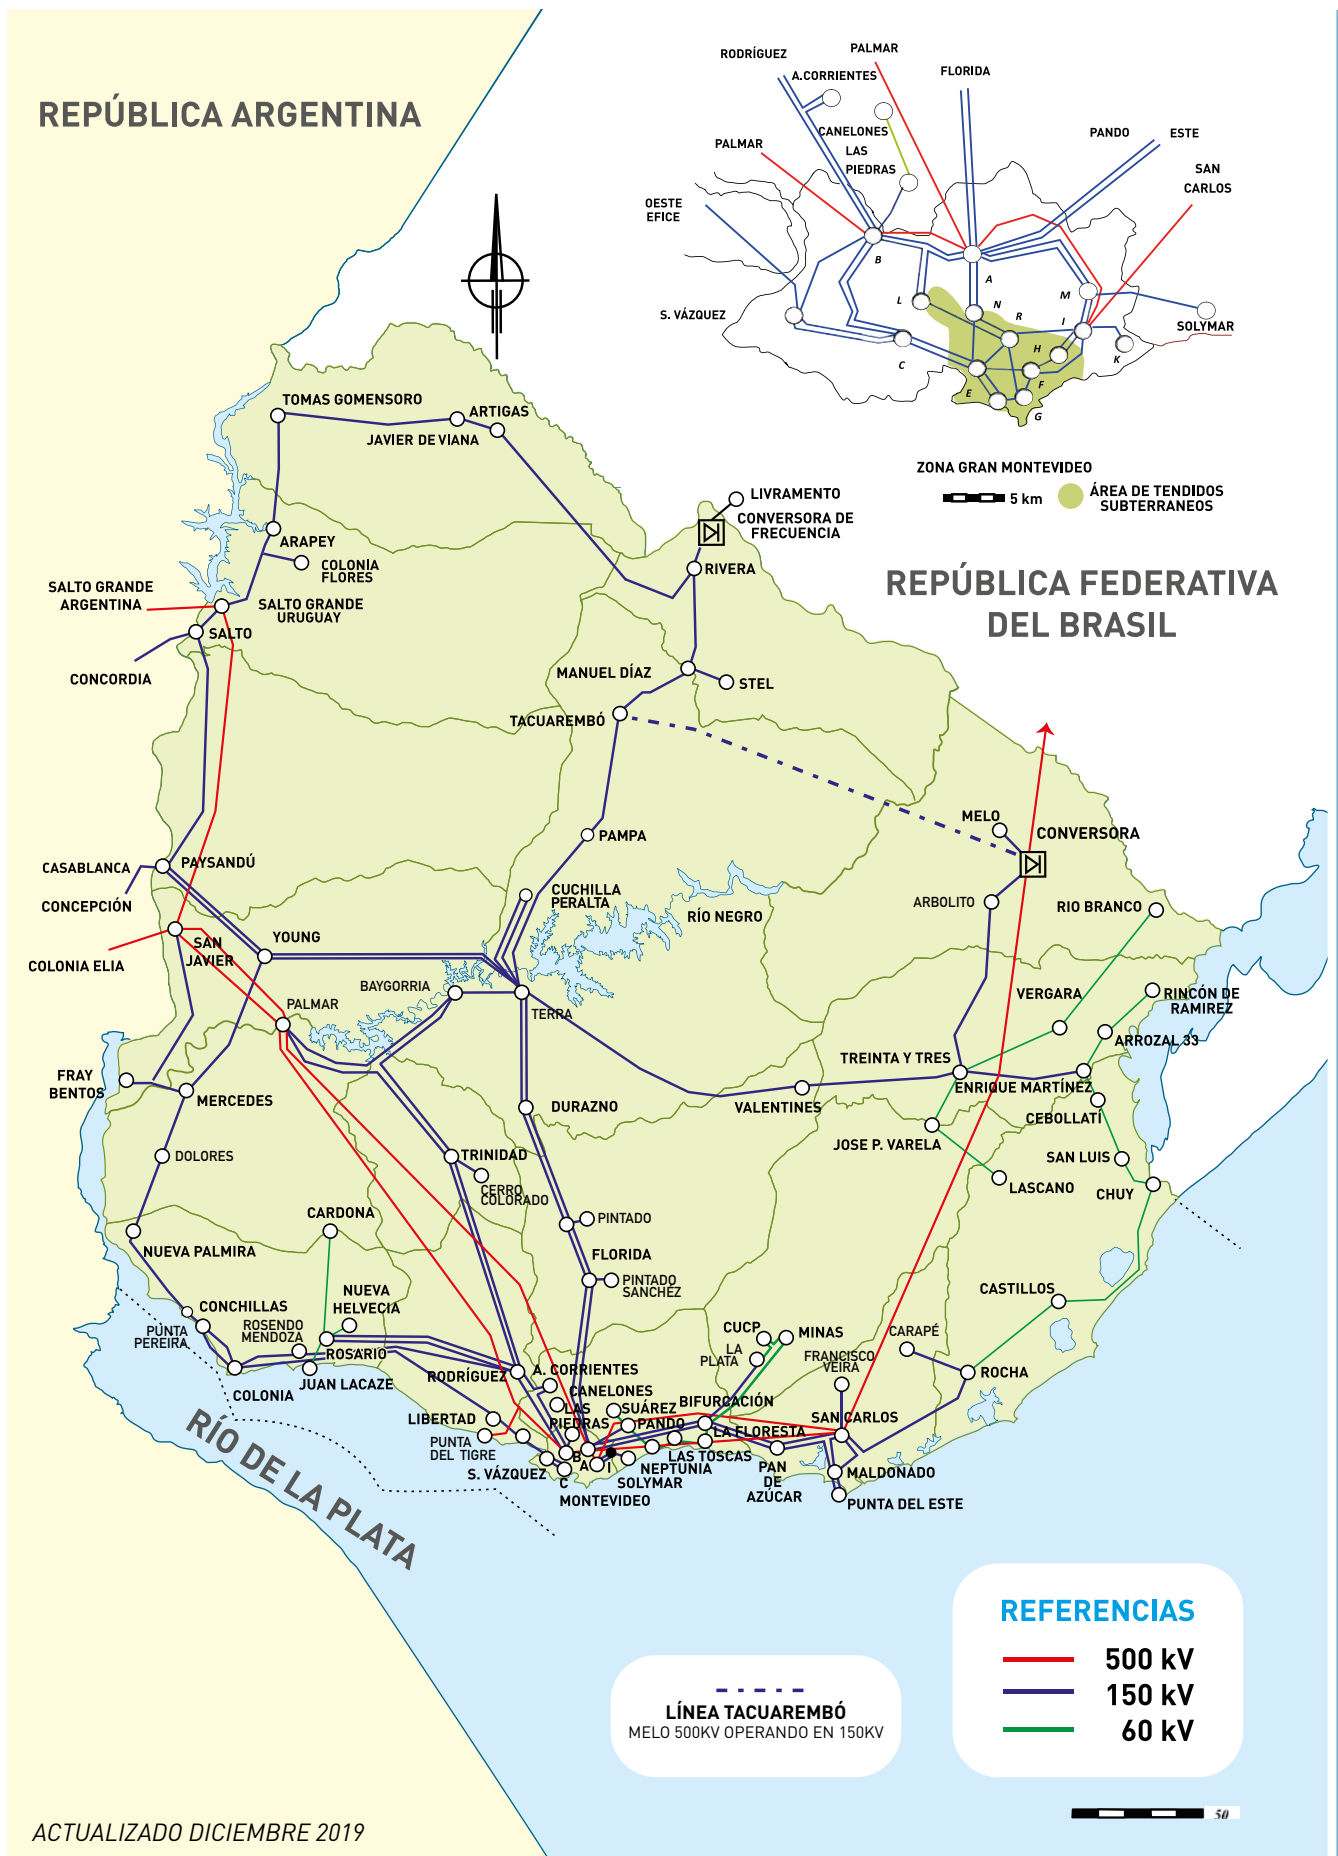 REPÚBLICA ARGENTINA
RODRÍGUEZ
PALMAR
A.CORRIENTES
FLORIDA
CANELONES
LAS
PIEDRAS
PALMAR
PANDO
ESTE
SAN
CARLOS
OESTE
EFICE
B
A
L
N
R
M
I
S. VÁZQUEZ
SOLYMAR
C
H
K
E
F
G
ZONA GRAN MONTEVIDEO
5 km
ÁREA DE TENDIDOS
SUBTERRANEOS
TOMAS GOMENSORO
ARTIGAS
JAVIER DE VIANA
LIVRAMENTO
CONVERSORA DE
FRECUENCIA
ARAPEY
COLONIA
FLORES
RIVERA
REPÚBLICA FEDERATIVA
DEL BRASIL
SALTO GRANDE
ARGENTINA
SALTO GRANDE
URUGUAY
SALTO
CONCORDIA
MANUEL DÍAZ
STEL
TACUAREMBÓ
MELO
CONVERSORA
PAMPA
CASABLANCA
PAYSANDÚ
CONCEPCIÓN
CUCHILLA
PERALTA
RÍO NEGRO
ARBOLITO
RIO BRANCO
SAN
JAVIER
YOUNG
COLONIA ELIA
BAYGORRIA
PALMAR
TERRA
VERGARA
RINCÓN DE
RAMIREZ
ARROZAL 33
TREINTA Y TRES
ENRIQUE MARTÍNEZ
FRAY
BENTOS
MERCEDES
DURAZNO
VALENTINES
CEBOLLATÍ
JOSE P. VARELA
DOLORES
TRINIDAD
CERRO
COLORADO
SAN LUIS
LASCANO
CHUY
CARDONA
PINTADO
NUEVA PALMIRA
FLORIDA
PINTADO
SANCHÉZ
CASTILLOS
NUEVA
HELVECIA
CONCHILLAS
PUNTA
PEREIRA
ROSENDO
MENDOZA
ROSARIO
CUCP
MINAS
LA
PLATA
CARAPÉ
FRANCISCO
VEIRA
COLONIA
JUAN LACAZE
RODRÍGUEZ
A. CORRIENTES
ROCHA
CANELONES
LAS
PIEDRAS
SUÁREZ
PANDO
BIFURCACIÓN
LIBERTAD
LA FLORESTA
SAN CARLOS
PUNTA
DEL TIGRE
S. VÁZQUEZ
B
A
I
C
LAS TOSCAS
NEPTUNIA
SOLYMAR
MONTEVIDEO
PAN
DE
AZÚCAR
MALDONADO
PUNTA DEL ESTE
RÍO DE LA PLATA
REFERENCIAS
500 kV
150 kV
60 kV
LÍNEA TACUAREMBÓ
MELO 500KV OPERANDO EN 150KV
50
ACTUALIZADO DICIEMBRE 2019